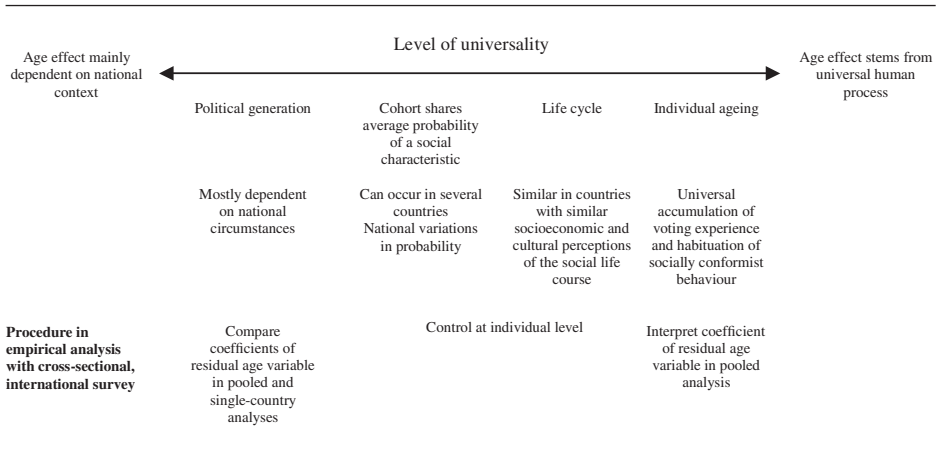 Level of universality
Age effect mainly
dependent on national
context
Age effect stems from
universal human
process
Political generation
Cohort shares
average probability
of a social
characteristic
Life cycle
Individual ageing
Mostly dependent
on national
circumstances
Can occur in several
countries
National variations
in probability
Similar in countries
with similar
socioeconomic and
cultural perceptions
of the social life
course
Universal
accumulation of
voting experience
and habituation of
socially conformist
behaviour
Procedure in
empirical analysis
with cross-sectional,
international survey
Compare
coefficients of
residual age variable
in pooled and
single-country
analyses
Control at individual level
Interpret coefficient
of residual age
variable in pooled
analysis